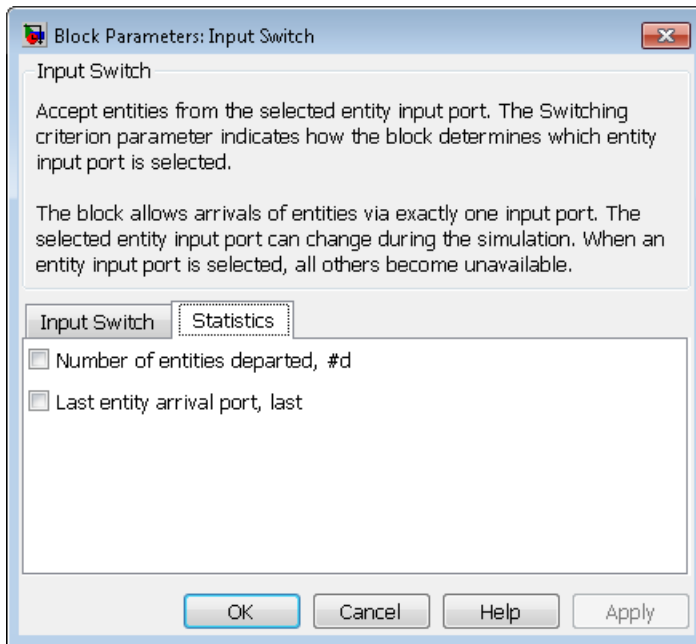 Block Parameters: Input Switch
Input Switch
Accept entities from the selected entity input port. The Switching
criterion parameter indicates how the block determines which entity
input port is selected.
The block allows arrivals of entities via exactly one input port. The
selected entity input port can change during the simulation. When an
entity input port is selected, all others become unavailable.
Input Switch Statistics
Number of entities departed, #d
Last entity arrival port, last
OK Cancel Help Apply